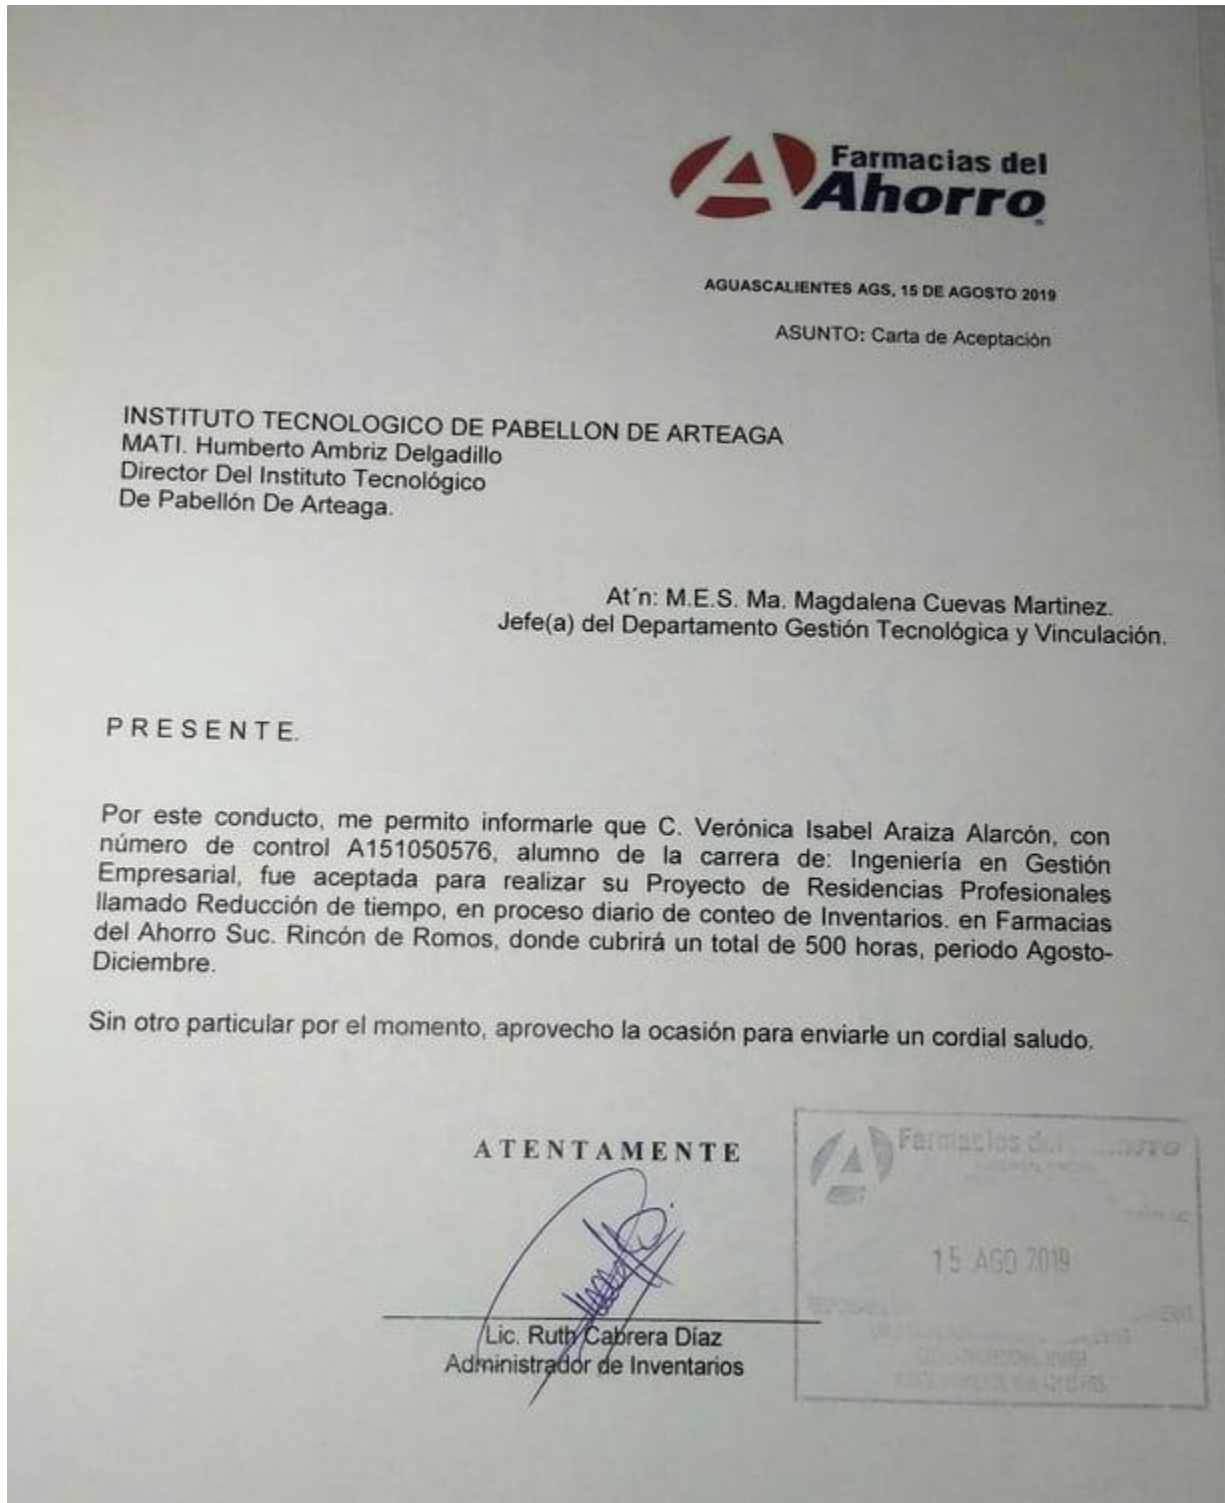 Farmacias del
Ahorro
AGUASCALIENTES AGS, 15 DE AGOSTO 2019
ASUNTO: Carta de Aceptación
INSTITUTO TECNOLOGICO DE PABELLON DE ARTEAGA
MATI. Humberto Ambriz Delgadillo
Director Del Instituto Tecnológico
De Pabellón De Arteaga.
At´n: M.E.S. Ma. Magdalena Cuevas Martinez.
Jefe(a) del Departamento Gestión Tecnológica y Vinculación.
P R E S E N T E.
Por este conducto, me permito informarle que C. Verónica Isabel Araiza Alarcón, con
número de control A151050576, alumno de la carrera de: Ingeniería en Gestión
Empresarial, fue aceptada para realizar su Proyecto de Residencias Profesionales
llamado Reducción de tiempo, en proceso diario de conteo de Inventarios. en Farmacias
del Ahorro Suc. Rincón de Romos, donde cubrirá un total de 500 horas, periodo Agosto-
Diciembre.
Sin otro particular por el momento, aprovecho la ocasión para enviarle un cordial saludo.
ATENTAMENTE
Farmacias
15 AGO 2019
Lic. Ruth Cabrera Díaz
Administrador de Inventarios